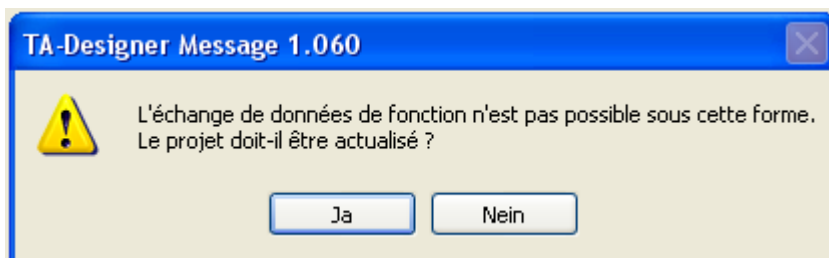 TA-Designer Message 1.060
L'échange de données de fonction n'est pas possible sous cette forme.
Le projet doit-il être actualisé ?
Ja
Nein